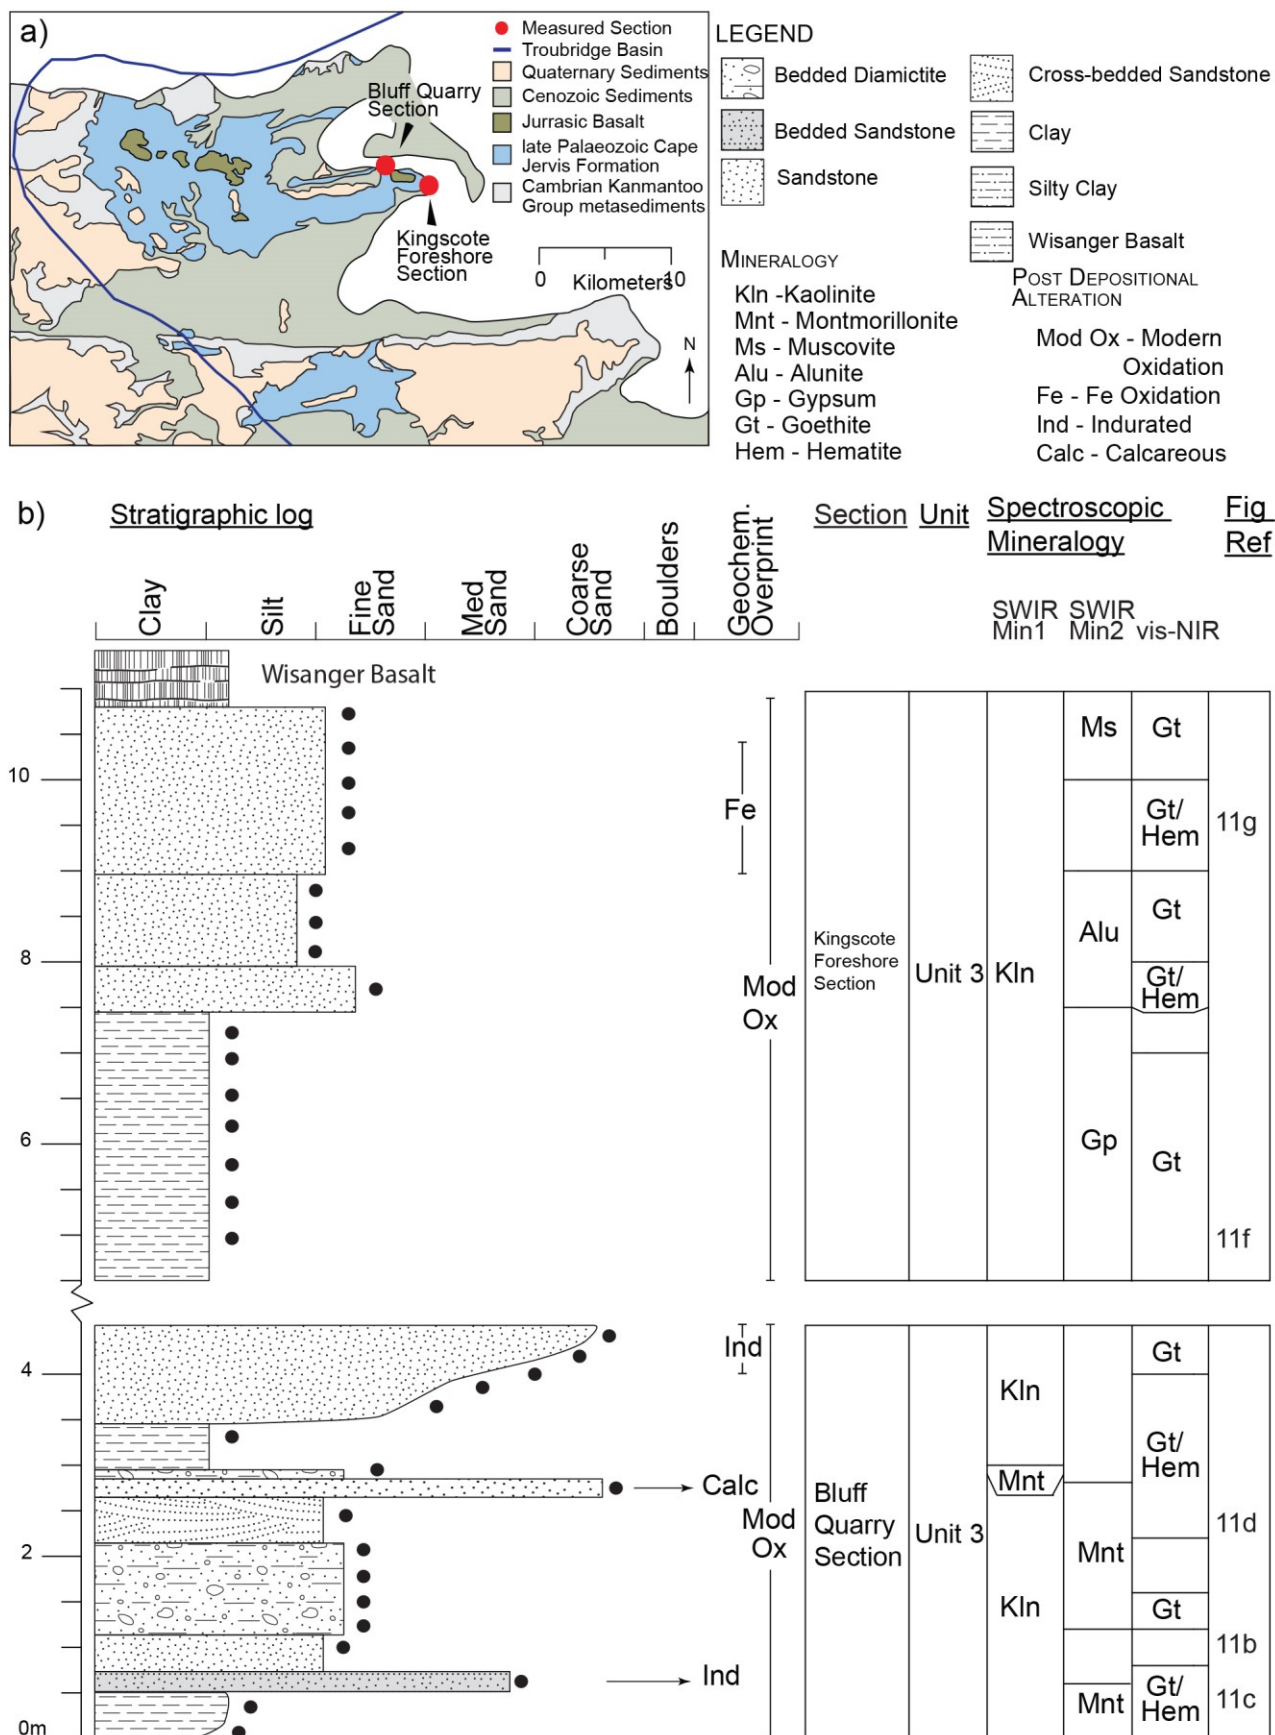 a)
Measured Section
Troubridge Basin
Quaternary Sediments
Cenozoic Sediments
Jurrasic Basalt
late Palaeozoic Cape
Jervis Formation
Cambrian Kanmantoo
Group metasediments
Bluff Quarry
Section
Kingscote
Foreshore
Section
0
Kilometers
10
N
LEGEND
Bedded Diamictite
Bedded Sandstone
Sandstone
Cross-bedded Sandstone
Clay
Silty Clay
Wisanger Basalt
MINERALOGY
Kln -Kaolinite
Mnt - Montmorillonite
Ms - Muscovite
Alu - Alunite
Gp - Gypsum
Gt - Goethite
Hem - Hematite
POST DEPOSITIONAL
ALTERATION
Mod Ox - Modern
Oxidation
Fe - Fe Oxidation
Ind - Indurated
Calc - Calcareous
b)
Stratigraphic log
Clay
Silt
Fine
Sand
Med
Sand
Coarse
Sand
Boulders
Geochem.
Overprint
Section
Unit
Spectroscopic
Mineralogy
Fig
Ref
SWIR
Min1
SWIR
Min2
vis-NIR
Wisanger Basalt
10
8
6
4
2
0m
Fe
Mod
Ox
Kingscote
Foreshore
Section
Unit 3
Kln
Ms
Alu
Gp
Gt
Gt/
Hem
Gt
Gt/
Hem
Gt
11g
11f
Ind
Calc
Mod
Ox
Ind
Bluff
Quarry
Section
Unit 3
Kln
Mnt
Kln
Mnt
Mnt
Gt
Gt/
Hem
Gt
Gt/
Hem
11d
11b
11c